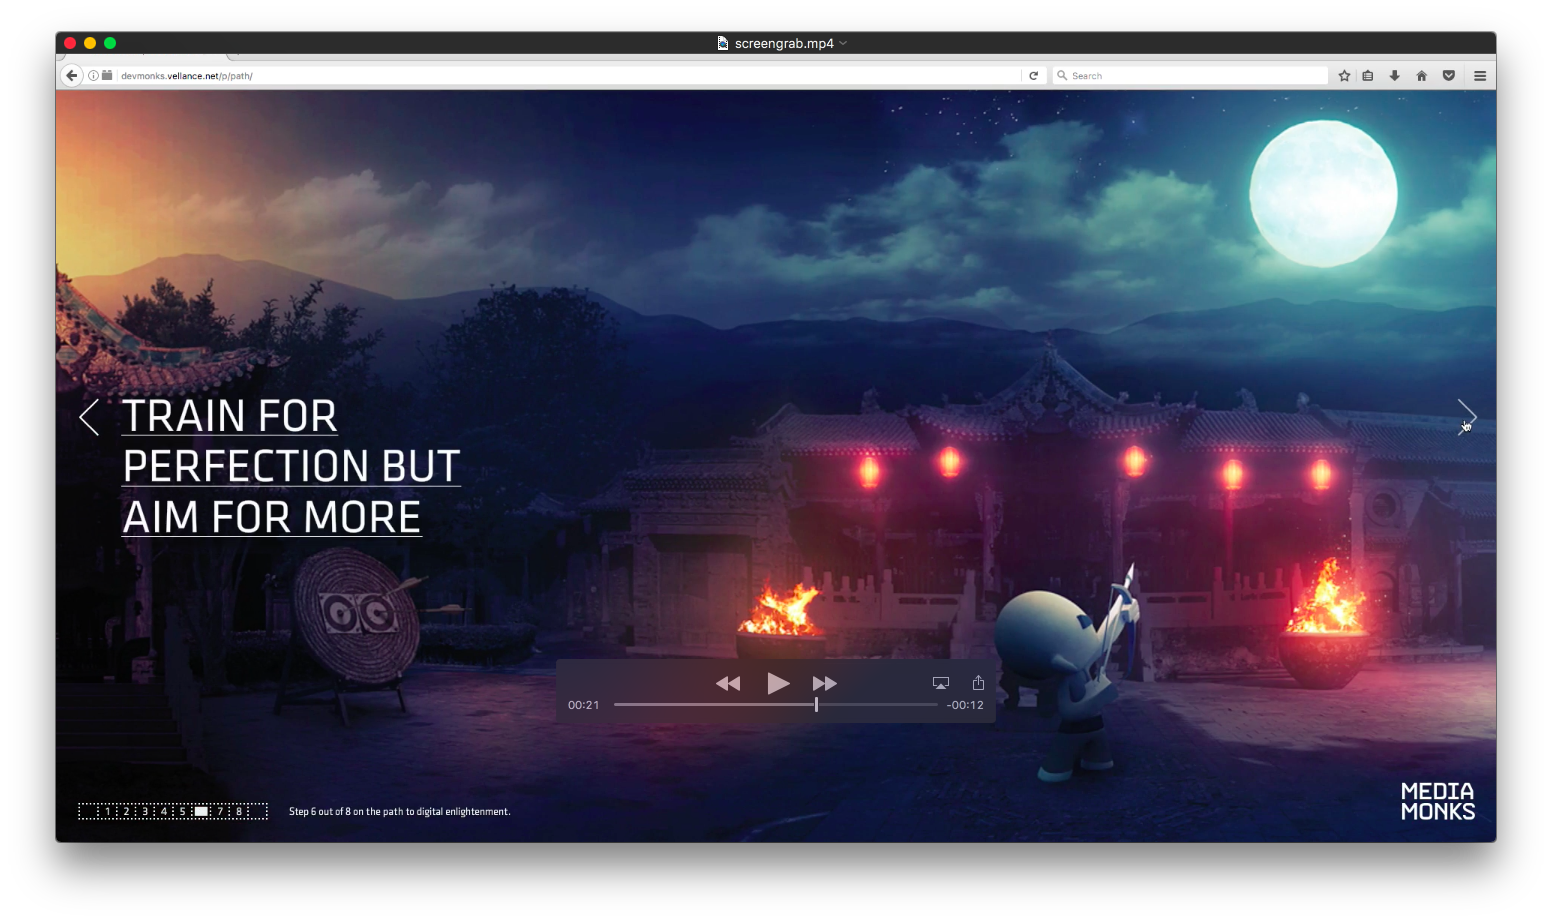 screengrab.mp4
devmonks.vellance.net/p/path/
Search
TRAIN FOR
PERFECTION BUT
AIM FOR MORE
00:21
-00:12
1 2 3 4 5 7 8
Step 6 out of 8 on the path to digital enlightenment.
MEDIA
MONKS